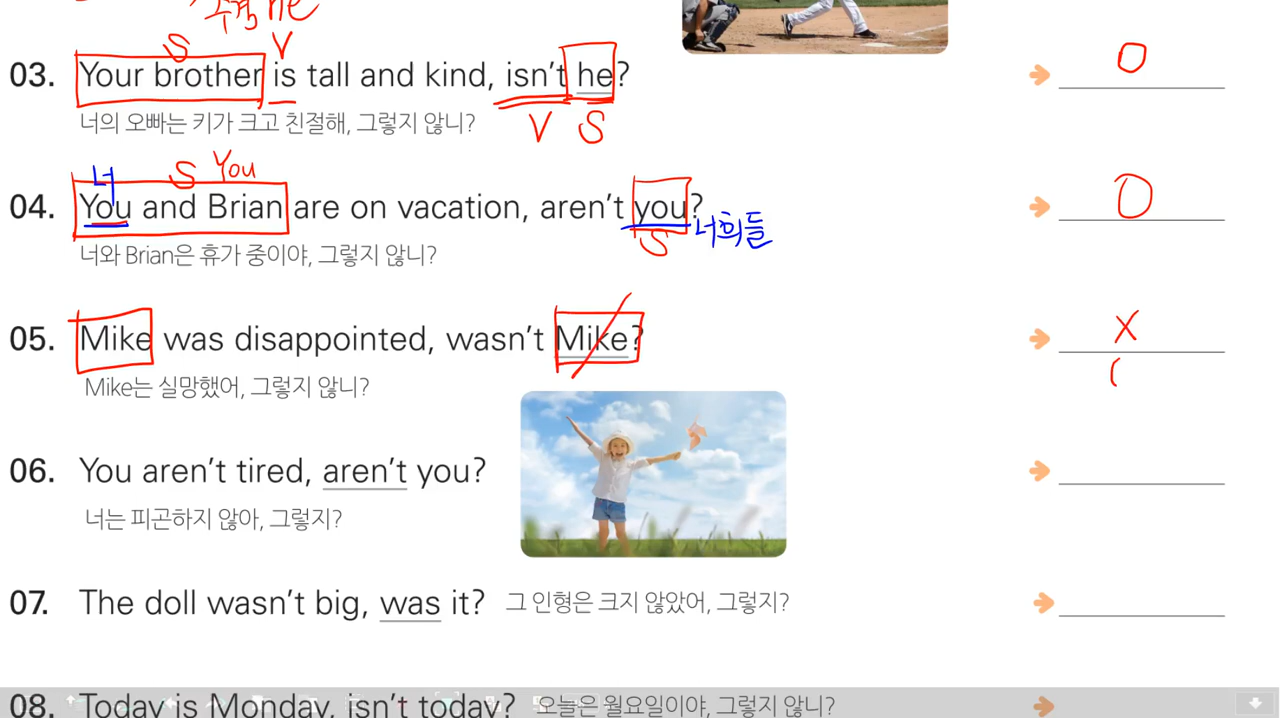 주격 he
S V
03. Your brother is tall and kind, isn't he? O
너의 오빠는 키가 크고 친절해, 그렇지 않니? V S
너 S You
04. You and Brian are on vacation, aren't you? O
너와 Brian은 휴가 중이야, 그렇지 않니? S 너희들
05. Mike was disappointed, wasn't Mike? X
Mike는 실망했어, 그렇지 않니?
06. You aren't tired, aren't you?
너는 피곤하지 않아, 그렇지?
07. The doll wasn't big, was it? 그 인형은 크지 않았어, 그렇지?
08. Today is Monday, isn't today? 오늘은 월요일이야, 그렇지 않니?